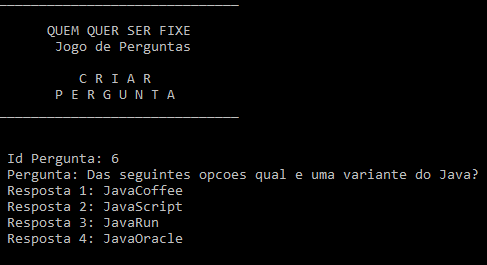 QUEM QUER SER FIXE
Jogo de Perguntas
C R I A R
P E R G U N T A
Id Pergunta: 6
Pergunta: Das seguintes opcoes qual e uma variante do Java?
Resposta 1: JavaCoffee
Resposta 2: JavaScript
Resposta 3: JavaRun
Resposta 4: JavaOracle